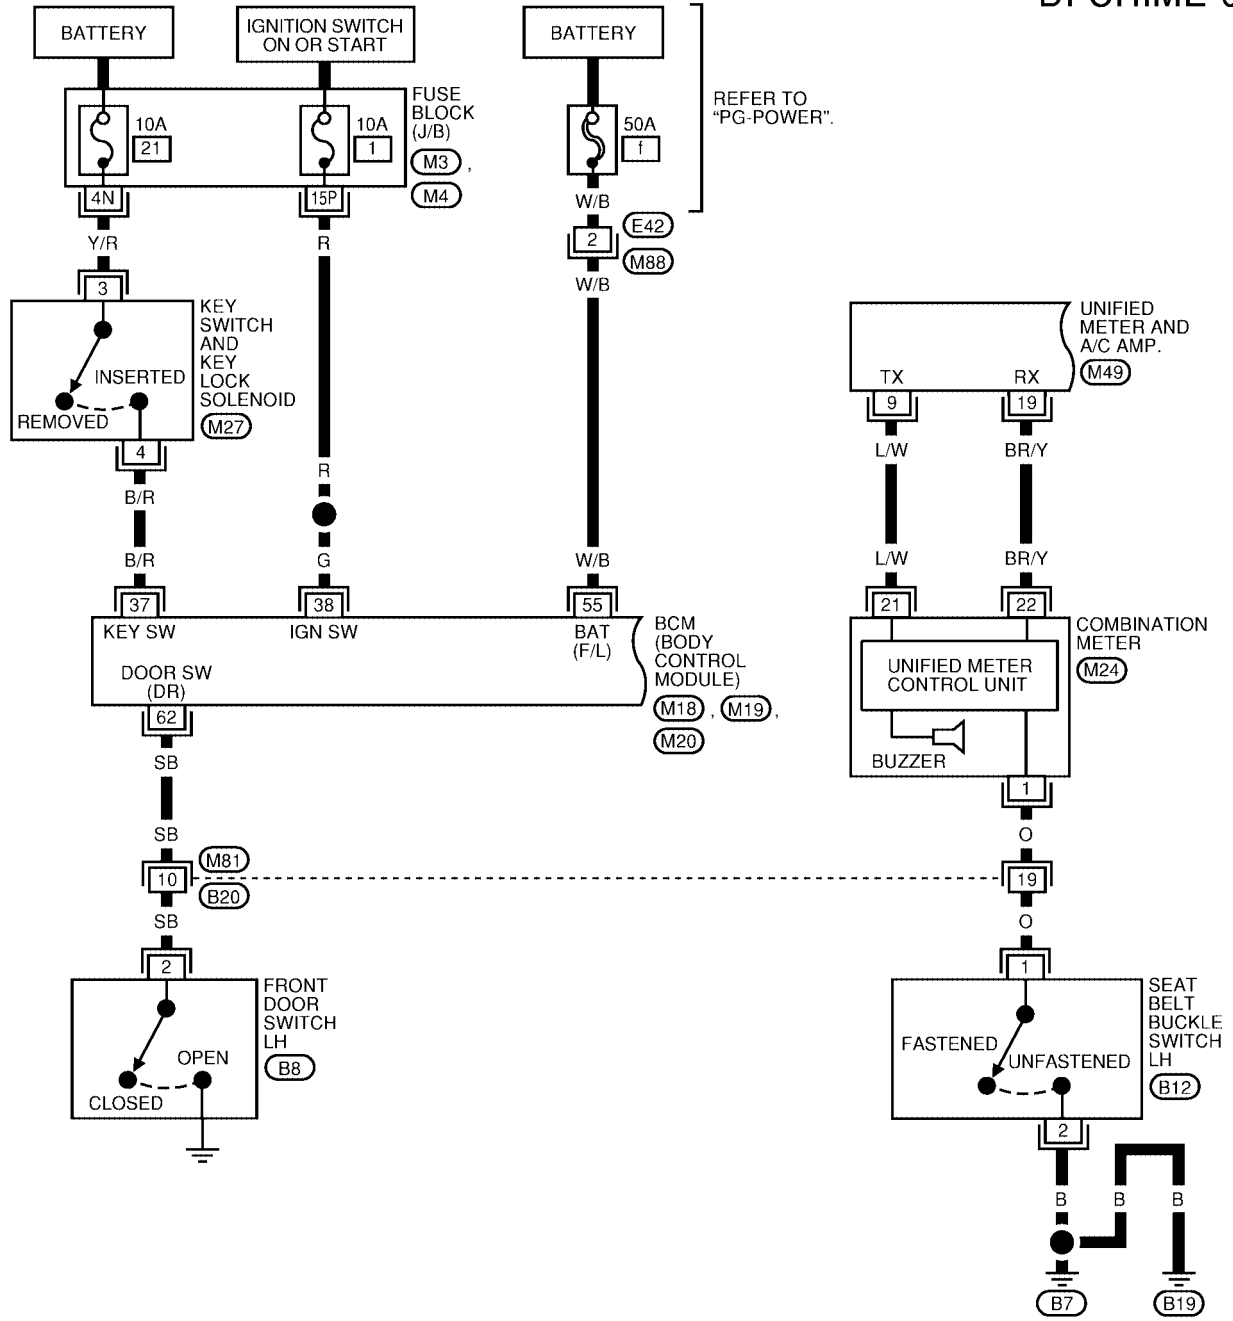 BATTERY
IGNITION SWITCH
ON OR START
BATTERY
REFER TO
"PG-POWER".
FUSE
BLOCK
(J/B)
M3 ,
M4
10A
21
10A
1
50A
f
4N
15P
W/B
Y/R
R
2
E42
M88
W/B
3
KEY
SWITCH
AND
KEY
LOCK
SOLENOID
M27
INSERTED
REMOVED
4
B/R
R
B/R
G
W/B
UNIFIED
METER AND
A/C AMP.
M49
TX
RX
9
19
L/W
BR/Y
L/W
BR/Y
37
38
55
KEY SW
IGN SW
BAT
(F/L)
DOOR SW
(DR)
BCM
(BODY
CONTROL
MODULE)
M18 , M19 ,
M20
21
22
COMBINATION
METER
M24
UNIFIED METER
CONTROL UNIT
BUZZER
62
SB
1
SB
O
M81
10
B20
19
SB
O
2
1
FRONT
DOOR
SWITCH
LH
B8
OPEN
CLOSED
SEAT
BELT
BUCKLE
SWITCH
LH
B12
FASTENED
UNFASTENED
2
B
B
B
B7
B19